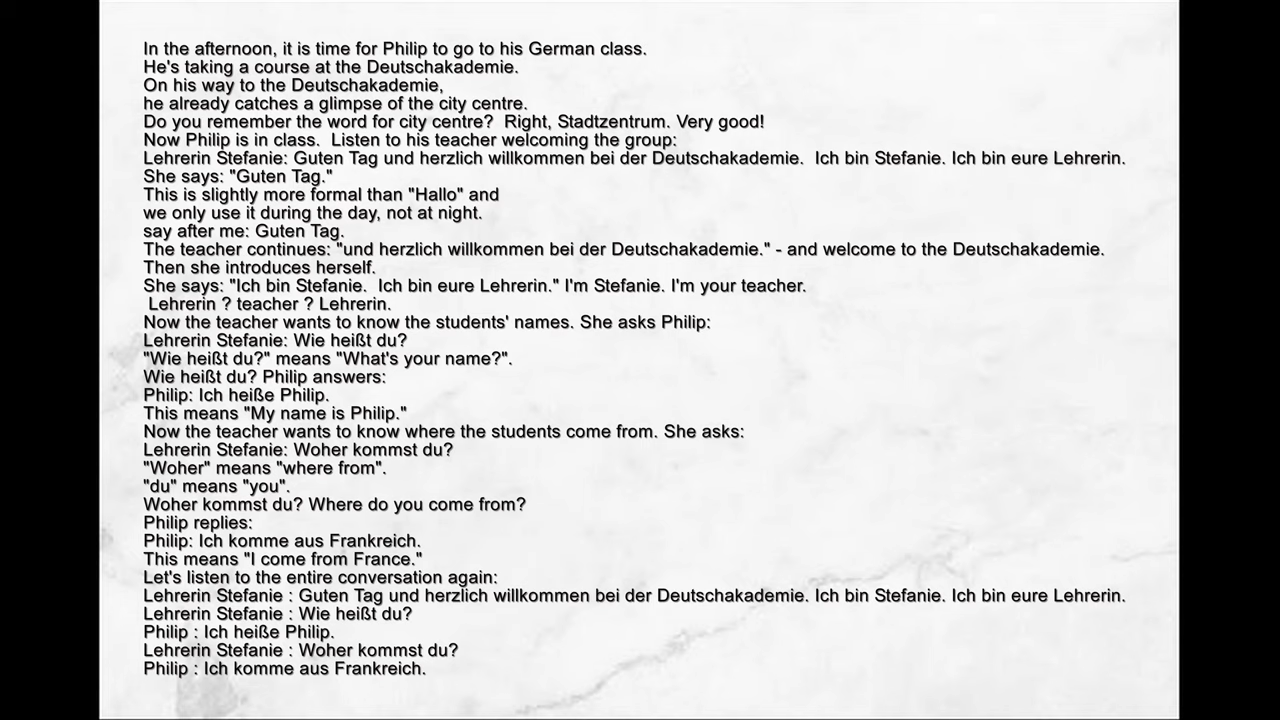 In the afternoon, it is time for Philip to go to his German class.
He's taking a course at the Deutschakademie.
On his way to the Deutschakademie,
he already catches a glimpse of the city centre.
Do you remember the word for city centre?  Right, Stadtzentrum. Very good!
Now Philip is in class.  Listen to his teacher welcoming the group:
Lehrerin Stefanie: Guten Tag und herzlich willkommen bei der Deutschakademie.  Ich bin Stefanie. Ich bin eure Lehrerin.
She says: "Guten Tag."
This is slightly more formal than "Hallo" and
we only use it during the day, not at night.
say after me: Guten Tag.
The teacher continues: "und herzlich willkommen bei der Deutschakademie." - and welcome to the Deutschakademie.
Then she introduces herself.
She says: "Ich bin Stefanie.  Ich bin eure Lehrerin." I'm Stefanie. I'm your teacher.
Lehrerin ? teacher ? Lehrerin.
Now the teacher wants to know the students' names. She asks Philip:
Lehrerin Stefanie: Wie heißt du?
"Wie heißt du?" means "What's your name?".
Wie heißt du? Philip answers:
Philip: Ich heiße Philip.
This means "My name is Philip."
Now the teacher wants to know where the students come from. She asks:
Lehrerin Stefanie: Woher kommst du?
"Woher" means "where from".
"du" means "you".
Woher kommst du? Where do you come from?
Philip replies:
Philip: Ich komme aus Frankreich.
This means "I come from France."
Let's listen to the entire conversation again:
Lehrerin Stefanie : Guten Tag und herzlich willkommen bei der Deutschakademie. Ich bin Stefanie. Ich bin eure Lehrerin.
Lehrerin Stefanie : Wie heißt du?
Philip : Ich heiße Philip.
Lehrerin Stefanie : Woher kommst du?
Philip : Ich komme aus Frankreich.